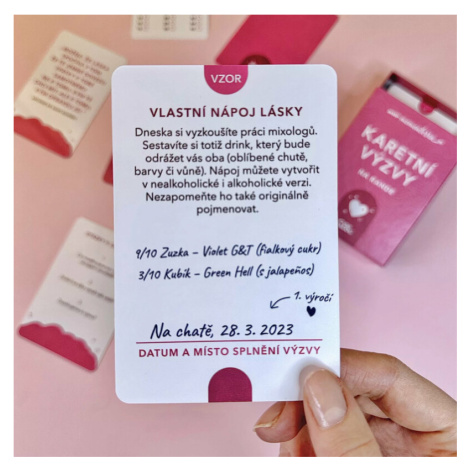 VZOR
VLASTNÍ NÁPOJ LÁSKY
Dneska si vyzkoušíte práci mixologů.
Sestavíte si totiž drink, který bude
odrážet vás oba (oblíbené chutě,
barvy či vůně). Nápoj můžete vytvořit
v nealkoholické i alkoholické verzi.
Nezapomeňte ho také originálně
pojmenovat.
9/10 Zuzka – Violet G&T (fialkový cukr)
3/10 Kubík – Green Hell (s jalapeňos)
1. výročí
Na chatě, 28. 3. 2023
DATUM A MÍSTO SPLNĚNÍ VÝZVY
KARETNÍ
VÝZVY
NA RANDE